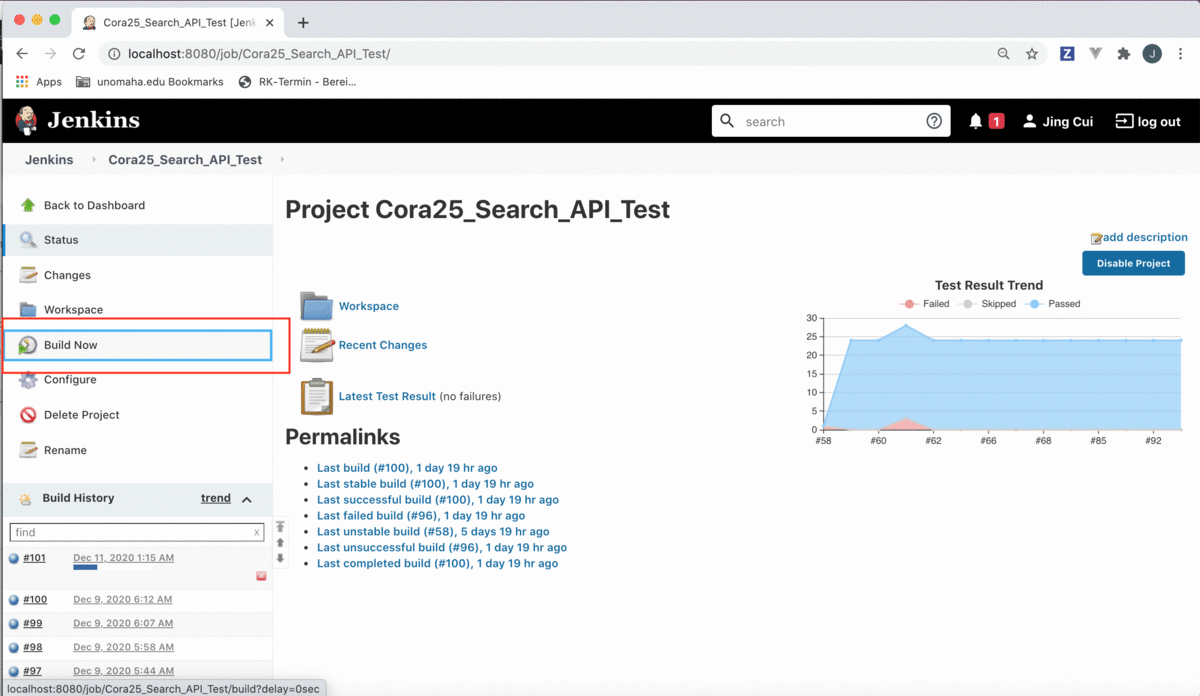 Cora25_Search_API_Test [Jenk
localhost:8080/job/Cora25_Search_API_Test/
Z
J
Apps
unomaha.edu Bookmarks
RK-Termin - Berei...
Jenkins
search
1
Jing Cui
log out
Jenkins
Cora25_Search_API_Test
Back to Dashboard
Status
Changes
Workspace
Build Now
Configure
Delete Project
Rename
Build History
trend
find
x
#101 Dec 11, 2020 1:15 AM
#100 Dec 9, 2020 6:12 AM
#99 Dec 9, 2020 6:07 AM
#98 Dec 9, 2020 5:58 AM
#97 Dec 9, 2020 5:44 AM
localhost:8080/job/Cora25_Search_API_Test/build?delay=0sec
Project Cora25_Search_API_Test
add description
Disable Project
Workspace
Recent Changes
Latest Test Result (no failures)
Permalinks
Last build (#100), 1 day 19 hr ago
Last stable build (#100), 1 day 19 hr ago
Last successful build (#100), 1 day 19 hr ago
Last failed build (#96), 1 day 19 hr ago
Last unstable build (#58), 5 days 19 hr ago
Last unsuccessful build (#96), 1 day 19 hr ago
Last completed build (#100), 1 day 19 hr ago
Test Result Trend
Failed Skipped Passed
30
25
20
15
10
5
0
#58 #60 #62 #66 #68 #85 #92